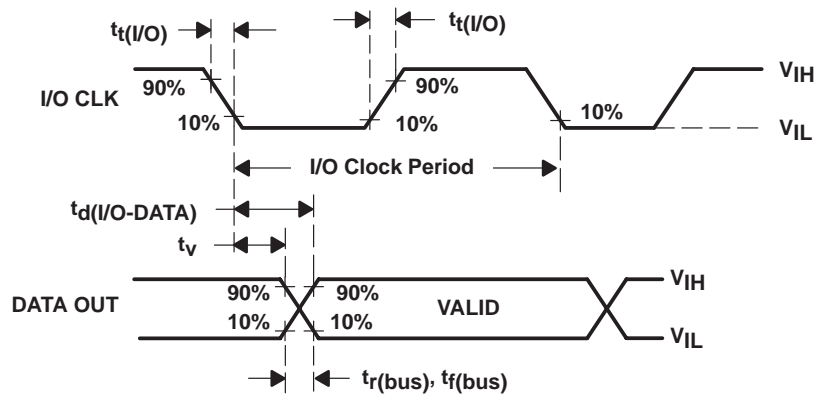 tt(I/O)
tt(I/O)
90%
90%
VIH
I/O CLK
10%
10%
10%
VIL
I/O Clock Period
td(I/O-DATA)
tv
90%
90%
VIH
DATA OUT
VALID
10%
10%
VIL
tr(bus), tf(bus)